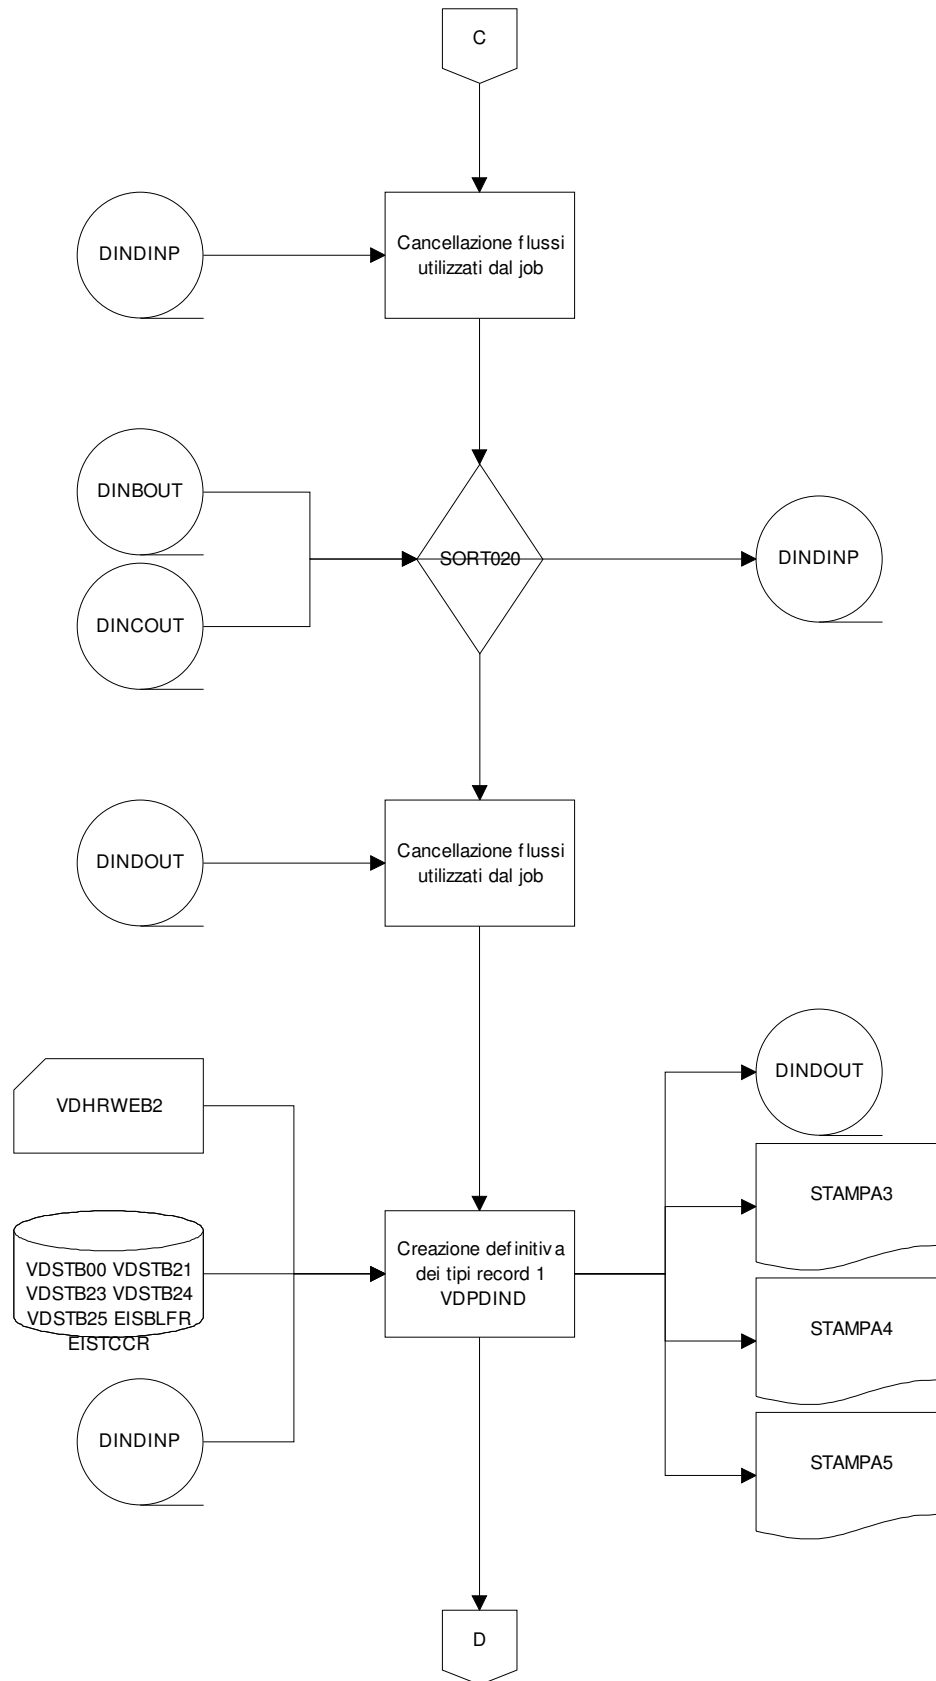 C
DINDINP
Cancellazione flussi
utilizzati dal job
DINBOUT
DINCOUT
SORT020
DINDINP
DINDOUT
Cancellazione flussi
utilizzati dal job
VDHRWEB2
VDSTB00 VDSTB21
VDSTB23 VDSTB24
VDSTB25 EISBLFR
EISTCCR
DINDINP
Creazione definitiva
dei tipi record 1
VDPDIND
DINDOUT
STAMPA3
STAMPA4
STAMPA5
D